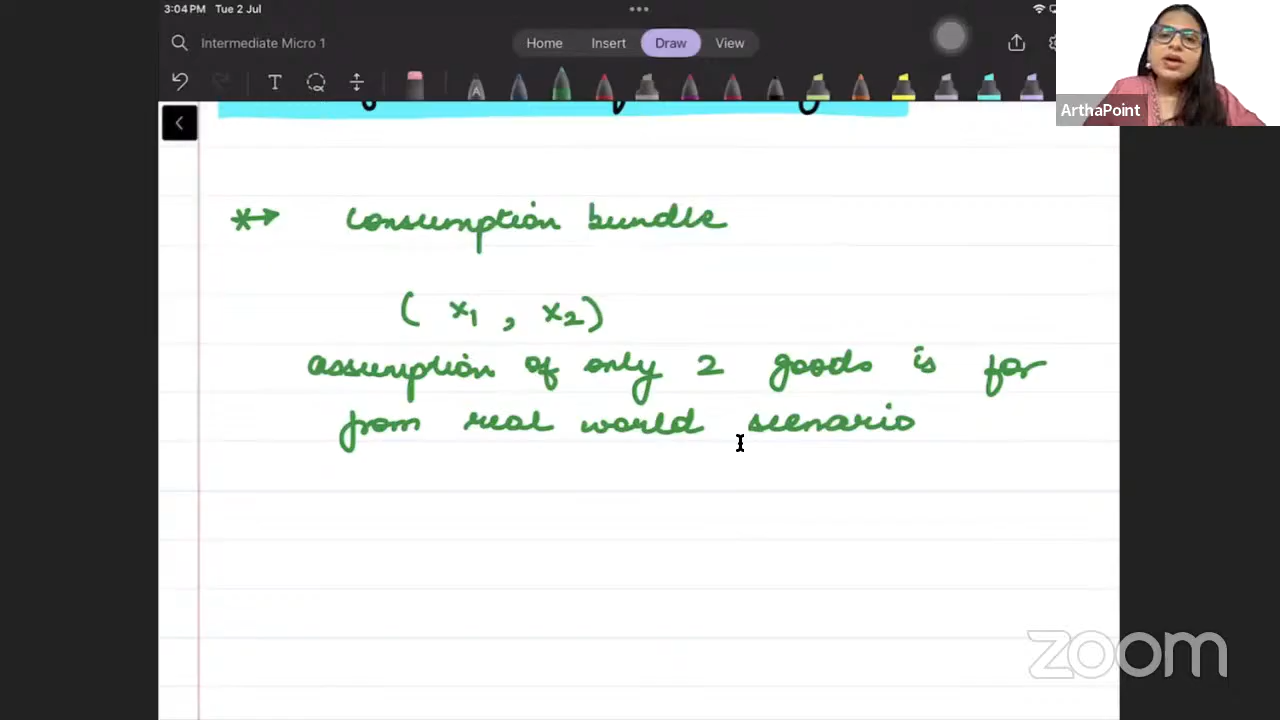 3:04 PM Tue 2 Jul
Intermediate Micro 1
Home Insert Draw View
ArthaPoint
consumption bundle
( x1 , x2 )
assumption of only 2 goods is far
from real world scenario
zoom